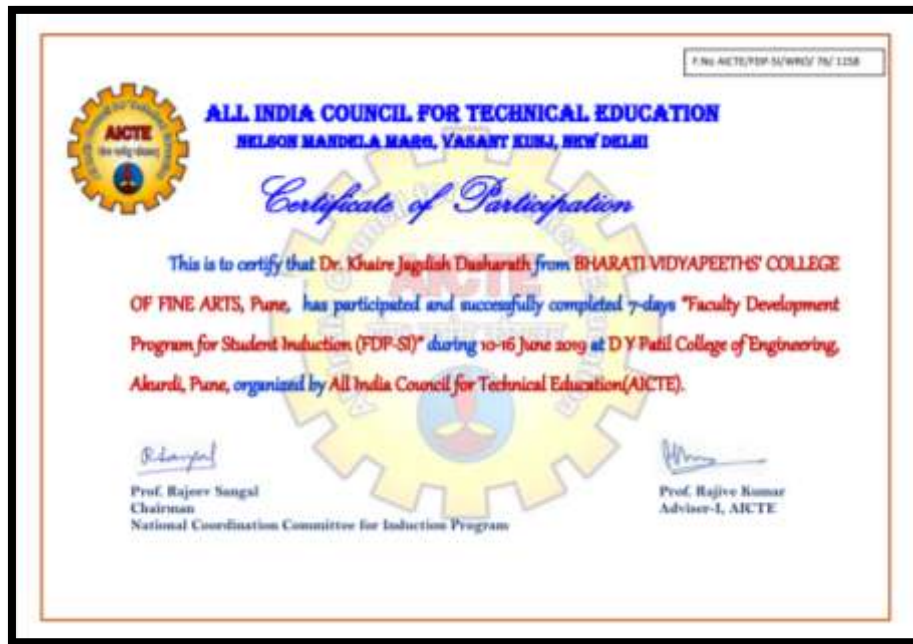 F.No AICTE/FDP-SI/WRO/ 76/ 1158
ALL INDIA COUNCIL FOR TECHNICAL EDUCATION
NELSON MANDELA MARG, VASANT KUNJ, NEW DELHI
AICTE
Certificate of Participation
This is to certify that Dr. Khaire Jagdish Dasharath from BHARATI VIDYAPEETHS' COLLEGE
OF FINE ARTS, Pune, has participated and successfully completed 7-days "Faculty Development
Program for Student Induction (FDP-SI)" during 10-16 June 2019 at D Y Patil College of Engineering,
Akurdi, Pune, organized by All India Council for Technical Education(AICTE).
Prof. Rajeev Sangal
Chairman
National Coordination Committee for Induction Program
Prof. Rajive Kumar
Adviser-I, AICTE